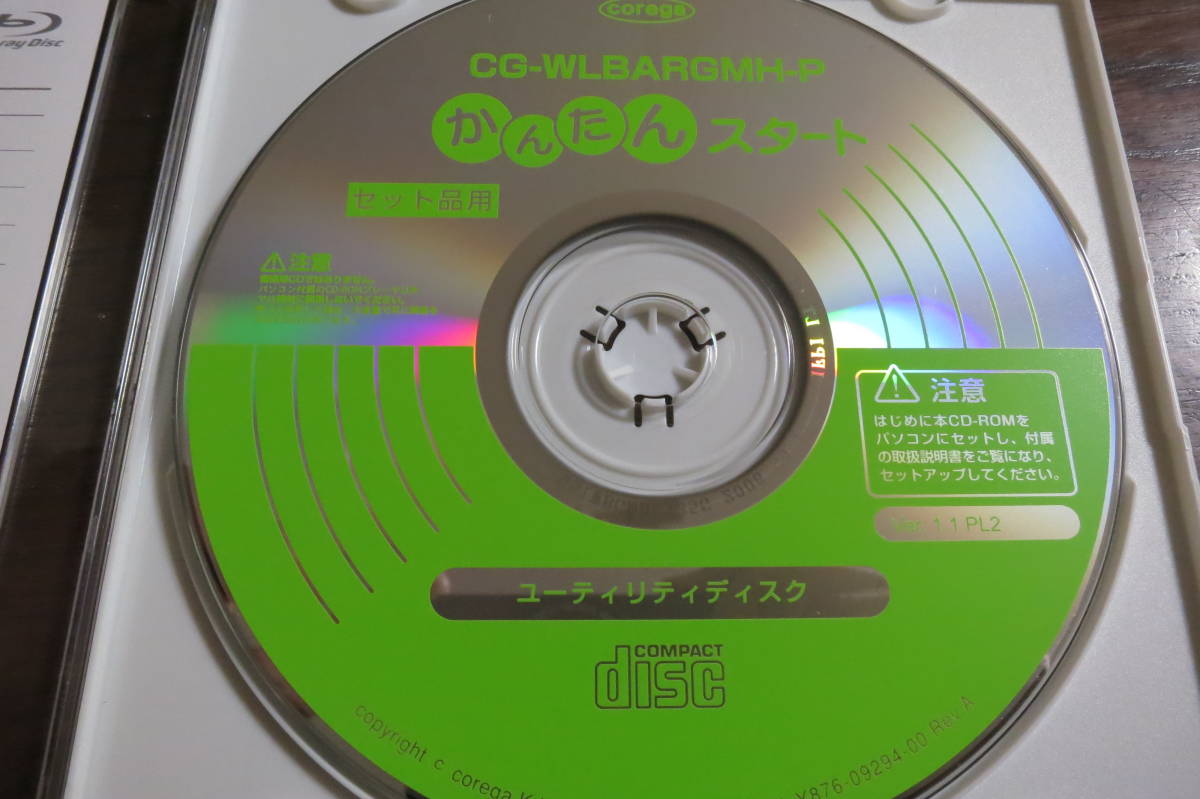 corega
CG-WLBARGMH-P
かんたん スタート
セット品用
注意
注意
はじめに本CD-ROMを
パソコンにセットし、付属
の取扱説明書をご覧になり、
セットアップしてください。
Ver. 1.1 PL2
ユーティリティディスク
COMPACT
disc
copyright c corega K
X876-09294-00 Rev.A
ray Disc